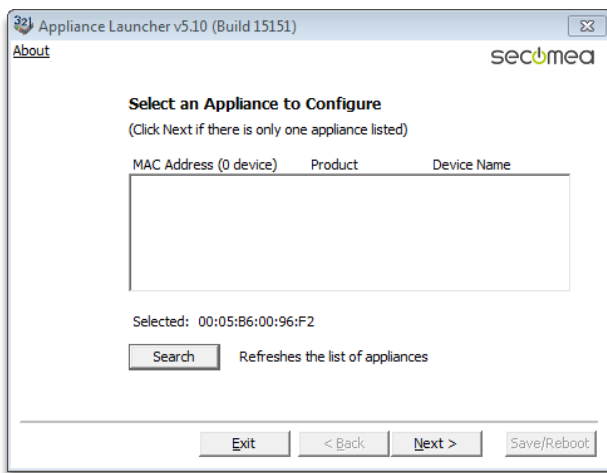 321 Appliance Launcher v5.10 (Build 15151)
About
secomea
Select an Appliance to Configure
(Click Next if there is only one appliance listed)
MAC Address (0 device) Product Device Name
Selected: 00:05:B6:00:96:F2
Search Refreshes the list of appliances
Exit < Back Next > Save/Reboot